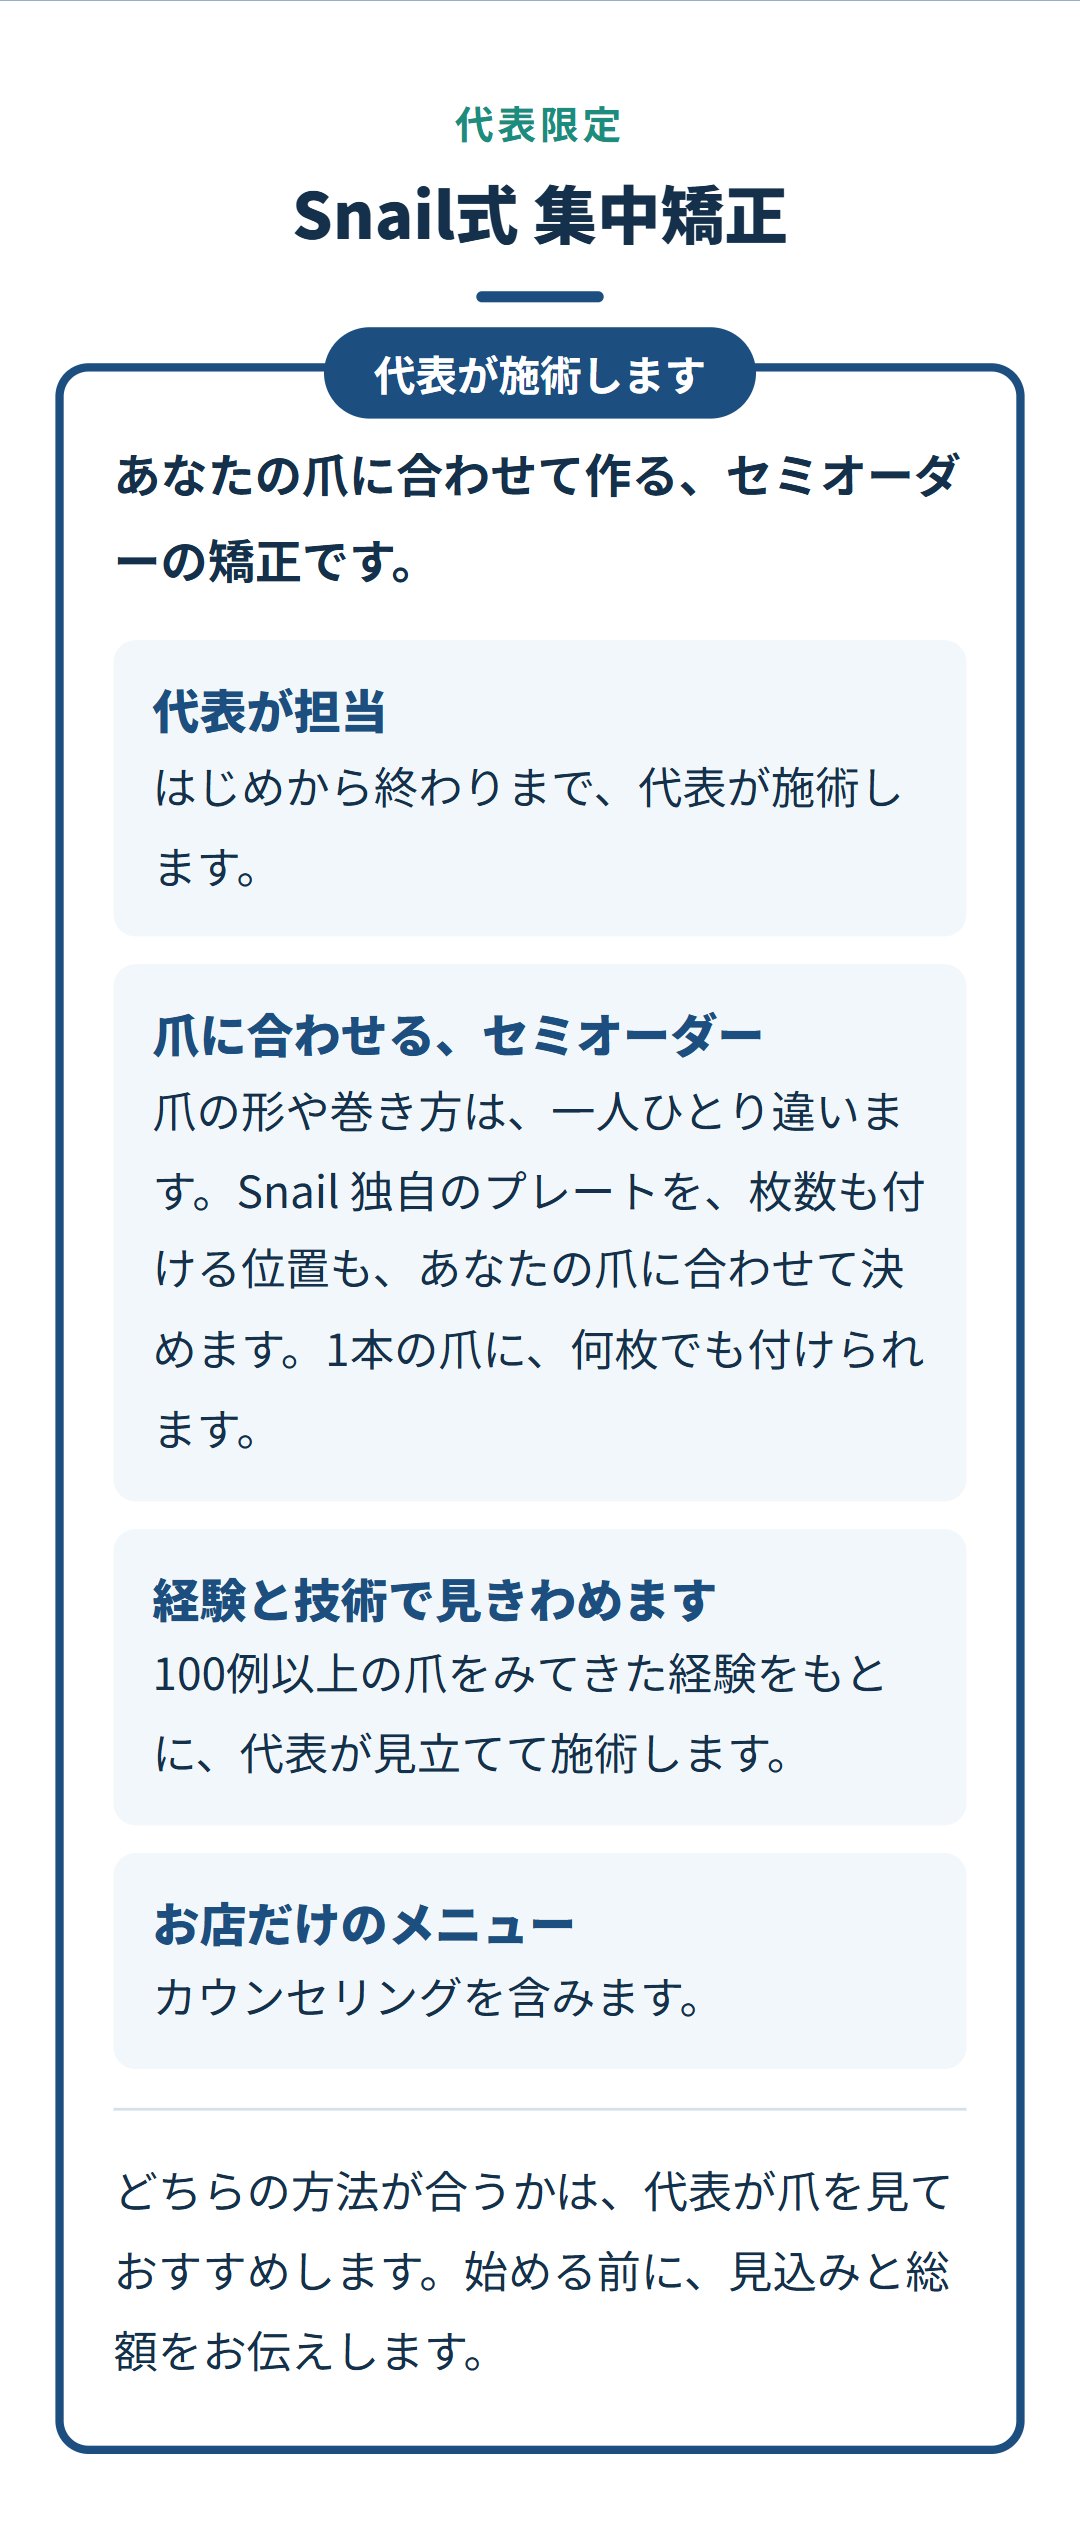 代表限定
Snail式 集中矯正
代表が施術します
あなたの爪に合わせて作る、セミオーダ
ーの矯正です。
代表が担当
はじめから終わりまで、代表が施術し
ます。
爪に合わせる、セミオーダー
爪の形や巻き方は、一人ひとり違いま
す。Snail 独自のプレートを、枚数も付
ける位置も、あなたの爪に合わせて決
めます。1本の爪に、何枚でも付けられ
ます。
経験と技術で見きわめます
100例以上の爪をみてきた経験をもと
に、代表が見立てて施術します。
お店だけのメニュー
カウンセリングを含みます。
どちらの方法が合うかは、代表が爪を見て
おすすめします。始める前に、見込みと総
額をお伝えします。